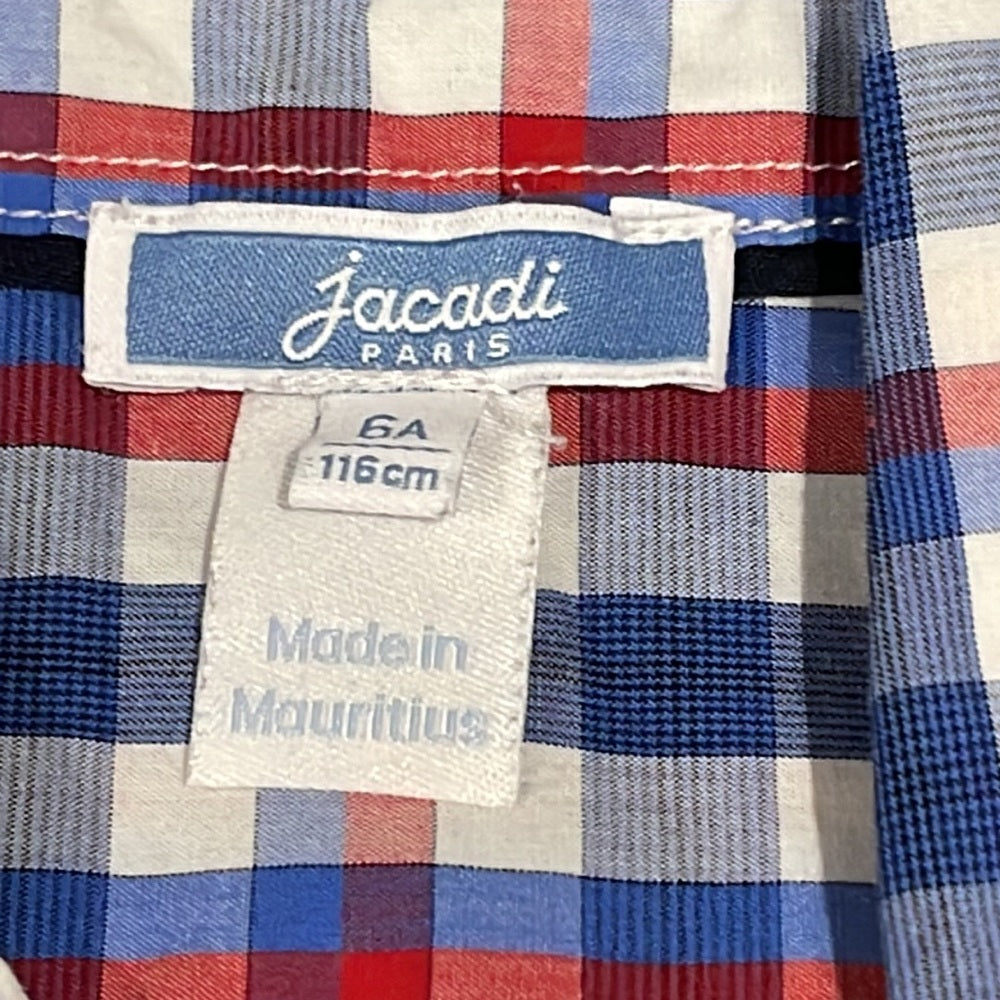 jacadi
PARIS
6A
116cm
Made in
Mauritius